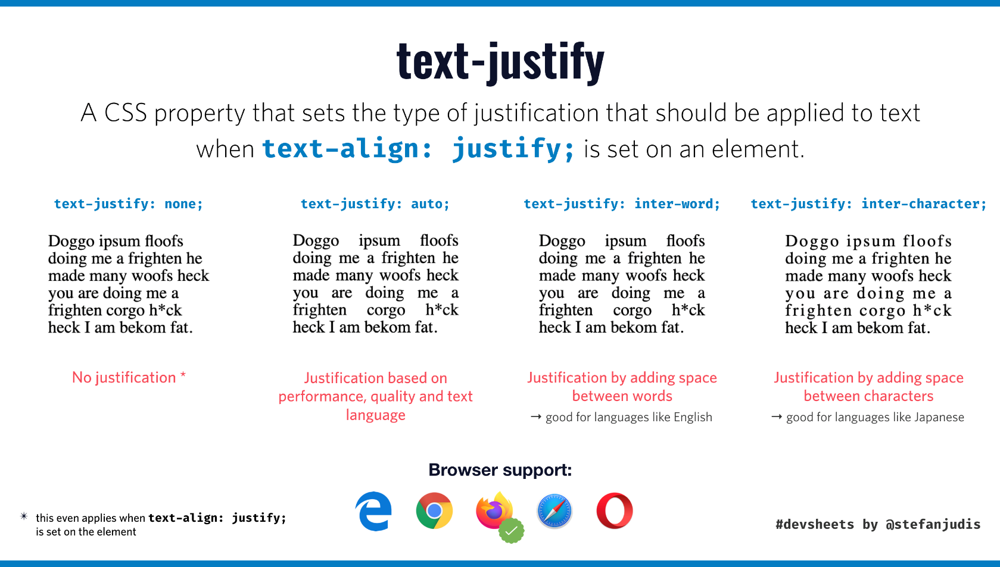 text-justify
A CSS property that sets the type of justification that should be applied to text
when text-align: justify; is set on an element.
text-justify: none;
Doggo ipsum floofs
doing me a frighten he
made many woofs heck
you are doing me a
frighten corgo h*ck
heck I am bekom fat.
No justification *
text-justify: auto;
Doggo ipsum floofs
doing me a frighten he
made many woofs heck
you are doing me a
frighten corgo h*ck
heck I am bekom fat.
Justification based on
performance, quality and text
language
text-justify: inter-word;
Doggo ipsum floofs
doing me a frighten he
made many woofs heck
you are doing me a
frighten corgo h*ck
heck I am bekom fat.
Justification by adding space
between words
→ good for languages like English
text-justify: inter-character;
Doggo ipsum floofs
doing me a frighten he
made many woofs heck
you are doing me a
frighten corgo h*ck
heck I am bekom fat.
Justification by adding space
between characters
→ good for languages like Japanese
Browser support:
* this even applies when text-align: justify;
is set on the element
#devsheets by @stefanjudis